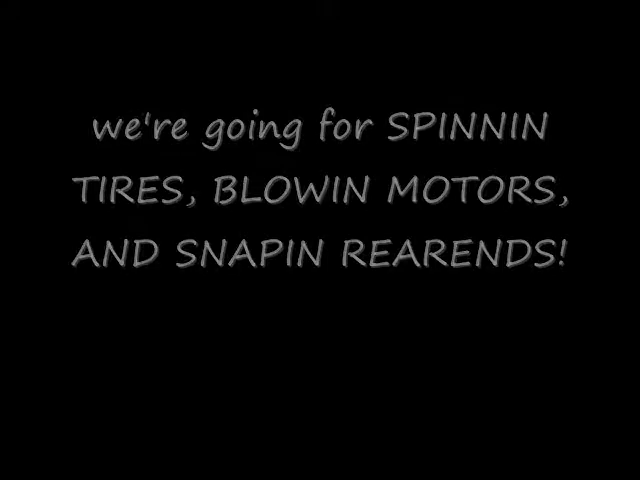 we're going for SPINNIN
TIRES, BLOWIN MOTORS,
AND SNAPIN REARENDS!